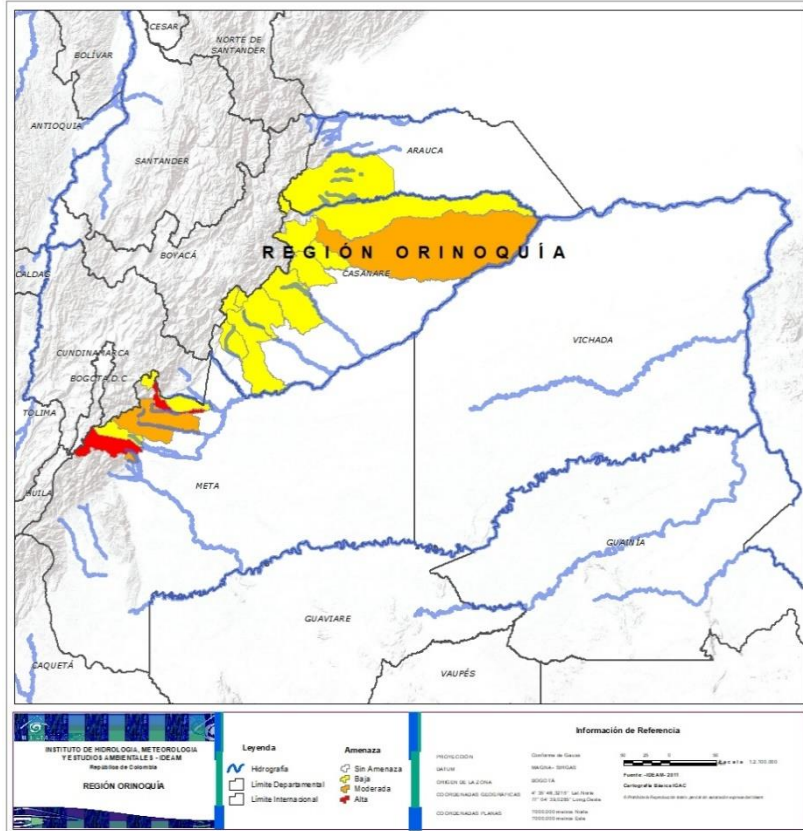 CESAR
NORTE DE
SANTANDER
BOLÍVAR
ANTIOQUIA
ARAUCA
SANTANDER
BOYACÁ
REGIÓN ORINOQUÍA
CALDAS
CASANARE
VICHADA
CUNDINAMARCA
BOGOTÁ D.C
TOLIMA
META
HUILA
GUAINÍA
GUAVIARE
CAQUETÁ
VAUPÉS
INSTITUTO DE HIDROLOGIA, METEOROLOGIA
Y ESTUDIOS AMBIENTALES - IDEAM
República de Colombia
REGIÓN ORINOQUÍA
Leyenda
Hidrografía
Límite Departamental
Límite Internacional
Amenaza
Sin Amenaza
Baja
Moderada
Alta
Información de Referencia
PROYECCIÓN
DATUM
ORIGEN DE LA ZONA
BOGOTÁ
COORDENADAS GEOGRÁFICAS
COORDENADAS PLANAS
Fuente: -IDEAM- 2011
Cartografía Básica IGAC